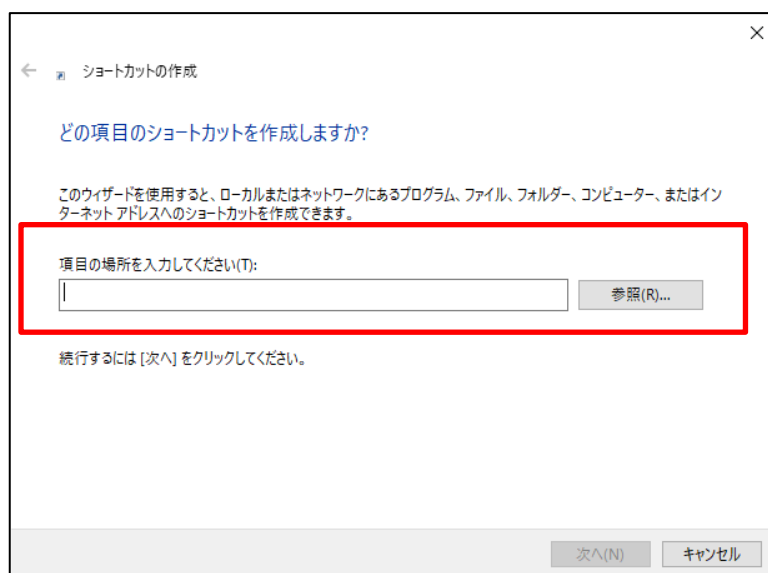 ショートカットの作成
どの項目のショートカットを作成しますか?
このウィザードを使用すると、ローカルまたはネットワークにあるプログラム、ファイル、フォルダー、コンピューター、またはイン
ターネット アドレスへのショートカットを作成できます。
項目の場所を入力してください(T):
参照(R)...
続行するには [次へ] をクリックしてください。
次へ(N)
キャンセル